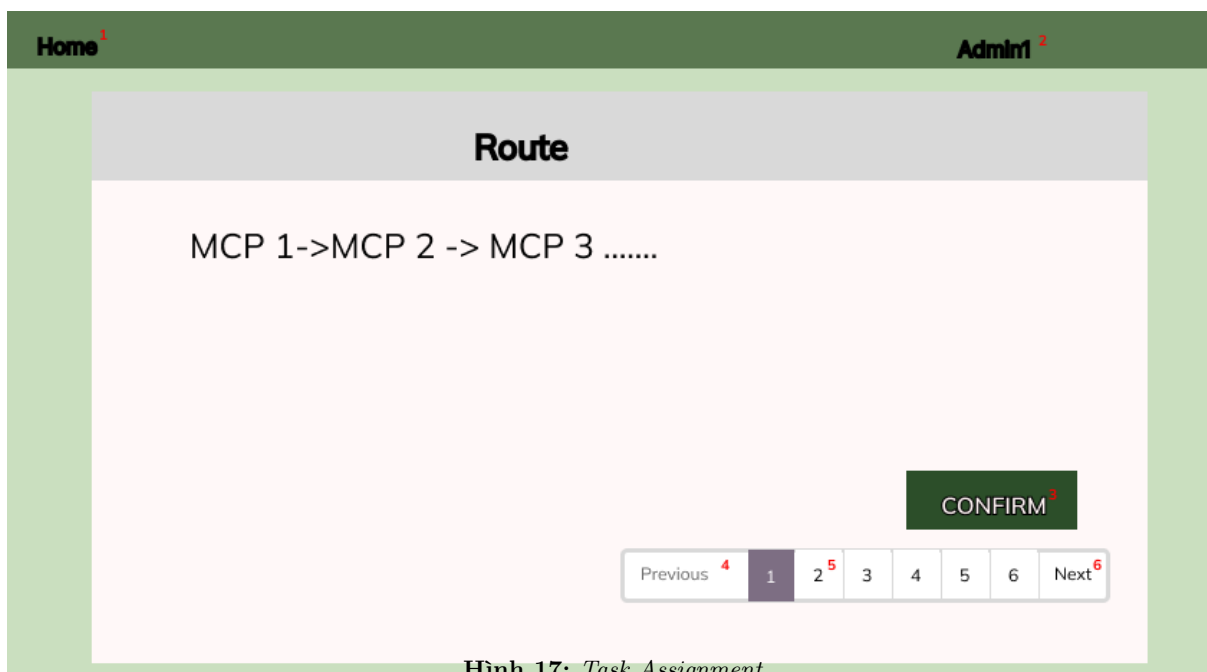 Home 1 Admin1 2
Route
MCP 1->MCP 2 -> MCP 3 .......
CONFIRM 3
Previous 4 1 2 5 3 4 5 6 Next 6
Hình 17: Task Assignment